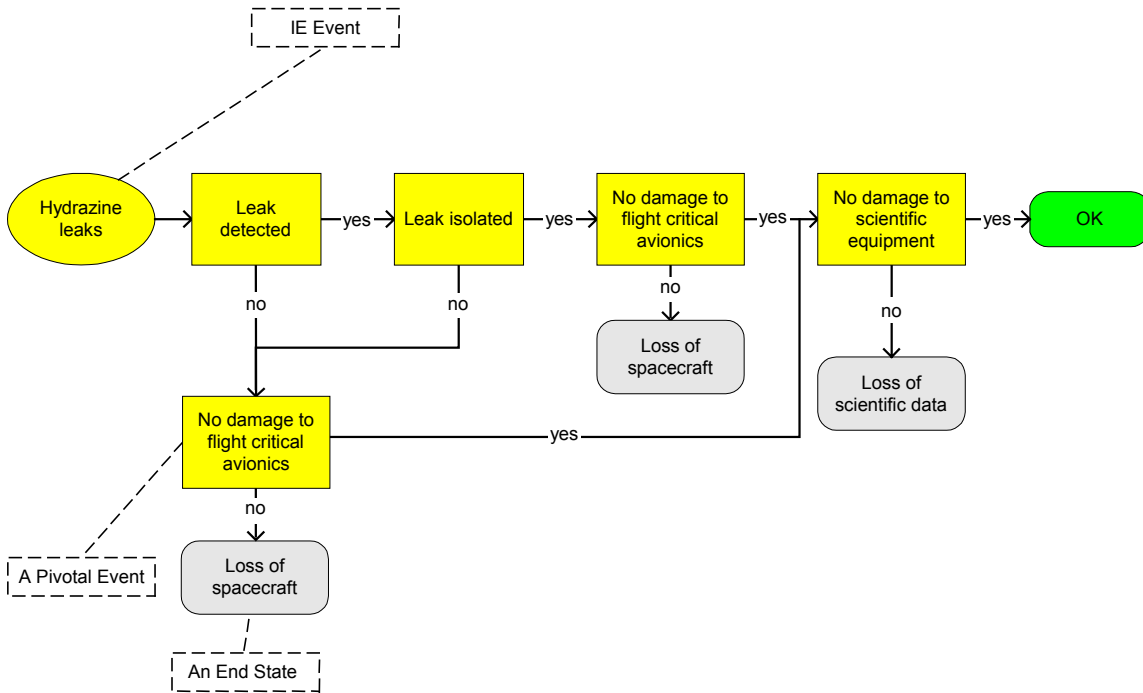 IE Event
Hydrazine
leaks
Leak
detected
yes
Leak isolated
yes
No damage to
flight critical
avionics
yes
No damage to
scientific
equipment
yes
OK
no
no
no
Loss of
spacecraft
no
Loss of
scientific data
No damage to
flight critical
avionics
yes
no
A Pivotal Event
Loss of
spacecraft
An End State